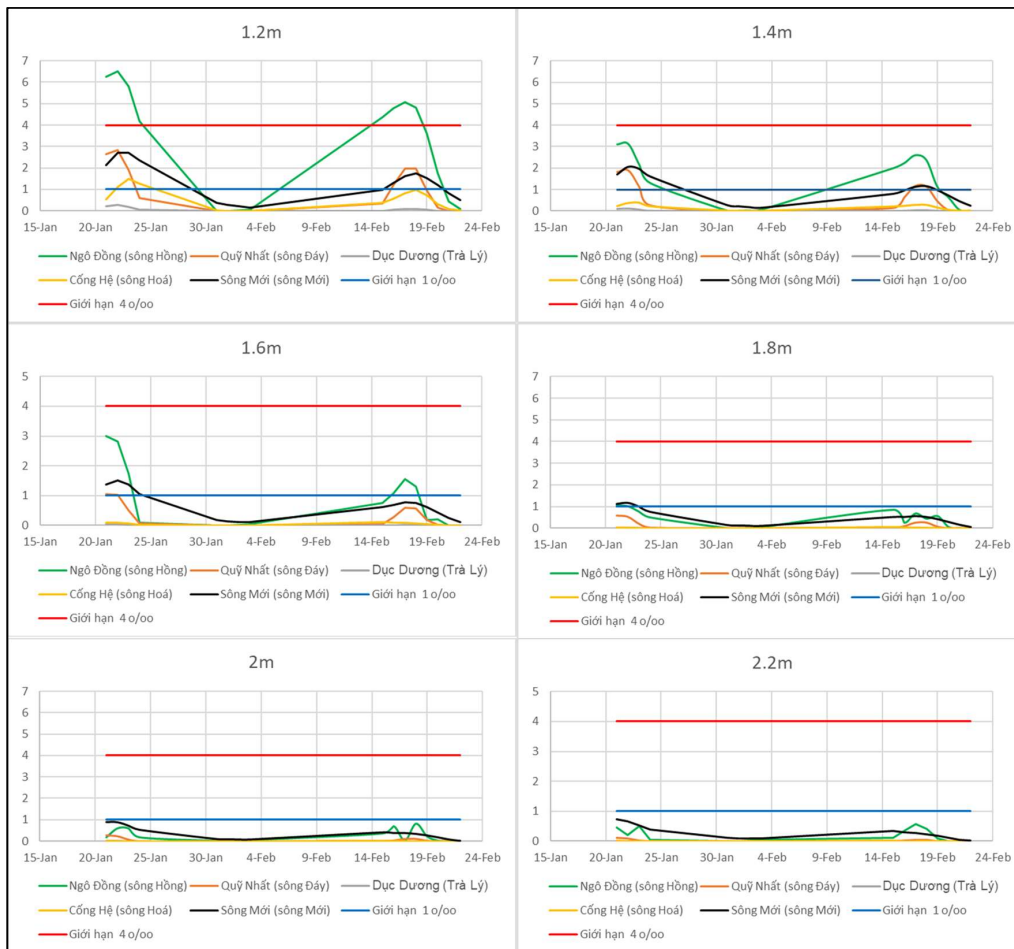 1.2m
7
6
5
4
3
2
1
0
15-Jan 20-Jan 25-Jan 30-Jan 4-Feb 9-Feb 14-Feb 19-Feb 24-Feb
Ngô Đồng (sông Hồng) Quỹ Nhất (sông Đáy) Dục Dương (Trà Lý)
Cống Hệ (sông Hoá) Sông Mới (sông Mới) Giới hạn 1 o/oo
Giới hạn 4 o/oo
1.4m
7
6
5
4
3
2
1
0
15-Jan 20-Jan 25-Jan 30-Jan 4-Feb 9-Feb 14-Feb 19-Feb 24-Feb
Ngô Đồng (sông Hồng) Quỹ Nhất (sông Đáy) Dục Dương (Trà Lý)
Cống Hệ (sông Hoá) Sông Mới (sông Mới) Giới hạn 1 o/oo
Giới hạn 4 o/oo
1.6m
5
4
3
2
1
0
15-Jan 20-Jan 25-Jan 30-Jan 4-Feb 9-Feb 14-Feb 19-Feb 24-Feb
Ngô Đồng (sông Hồng) Quỹ Nhất (sông Đáy) Dục Dương (Trà Lý)
Cống Hệ (sông Hoá) Sông Mới (sông Mới) Giới hạn 1 o/oo
Giới hạn 4 o/oo
1.8m
7
6
5
4
3
2
1
0
15-Jan 20-Jan 25-Jan 30-Jan 4-Feb 9-Feb 14-Feb 19-Feb 24-Feb
Ngô Đồng (sông Hồng) Quỹ Nhất (sông Đáy) Dục Dương (Trà Lý)
Cống Hệ (sông Hoá) Sông Mới (sông Mới) Giới hạn 1 o/oo
Giới hạn 4 o/oo
2m
7
6
5
4
3
2
1
0
15-Jan 20-Jan 25-Jan 30-Jan 4-Feb 9-Feb 14-Feb 19-Feb 24-Feb
Ngô Đồng (sông Hồng) Quỹ Nhất (sông Đáy) Dục Dương (Trà Lý)
Cống Hệ (sông Hoá) Sông Mới (sông Mới) Giới hạn 1 o/oo
Giới hạn 4 o/oo
2.2m
5
4
3
2
1
0
15-Jan 20-Jan 25-Jan 30-Jan 4-Feb 9-Feb 14-Feb 19-Feb 24-Feb
Ngô Đồng (sông Hồng) Quỹ Nhất (sông Đáy) Dục Dương (Trà Lý)
Cống Hệ (sông Hoá) Sông Mới (sông Mới) Giới hạn 1 o/oo
Giới hạn 4 o/oo